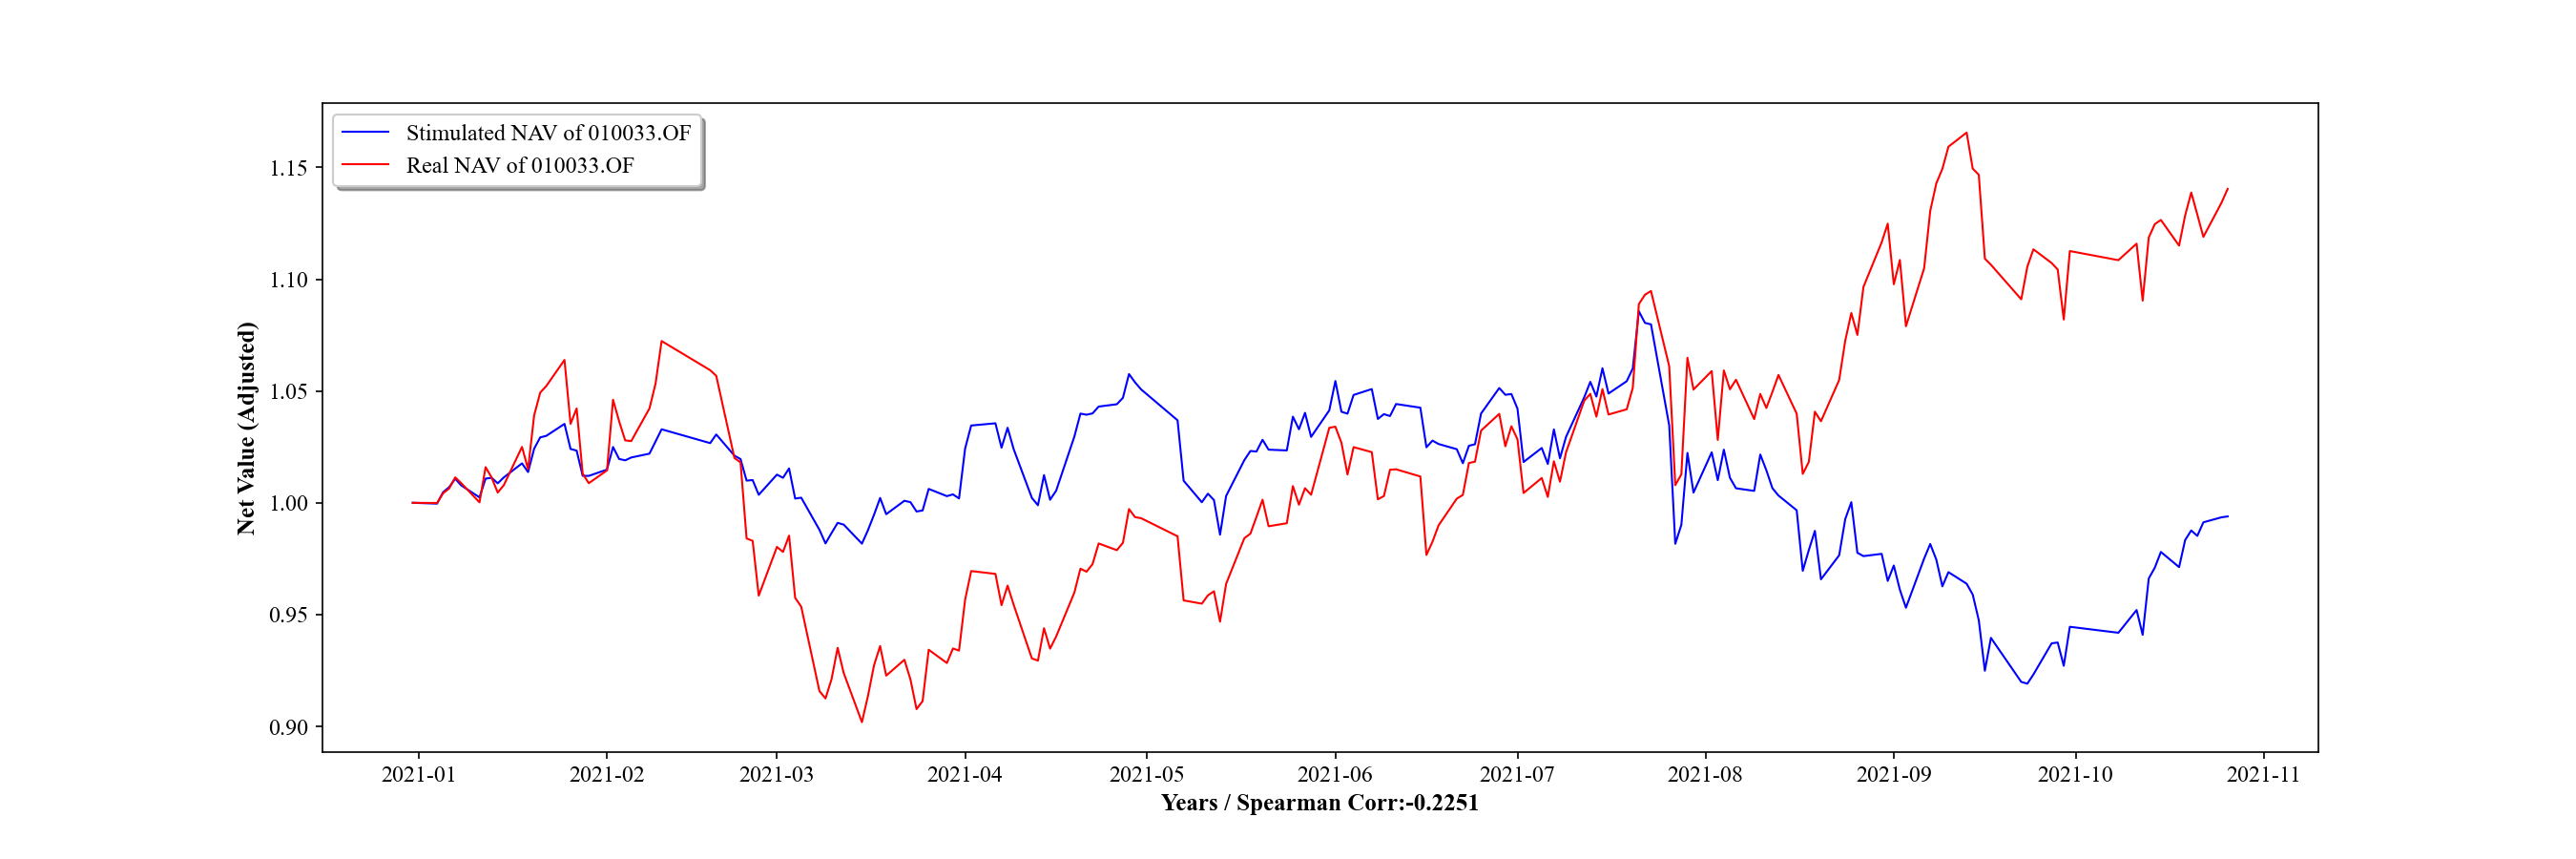 Stimulated NAV of 010033.OF
Real NAV of 010033.OF
Net Value (Adjusted)
1.15
1.10
1.05
1.00
0.95
0.90
2021-01 2021-02 2021-03 2021-04 2021-05 2021-06 2021-07 2021-08 2021-09 2021-10 2021-11
Years / Spearman Corr:-0.2251